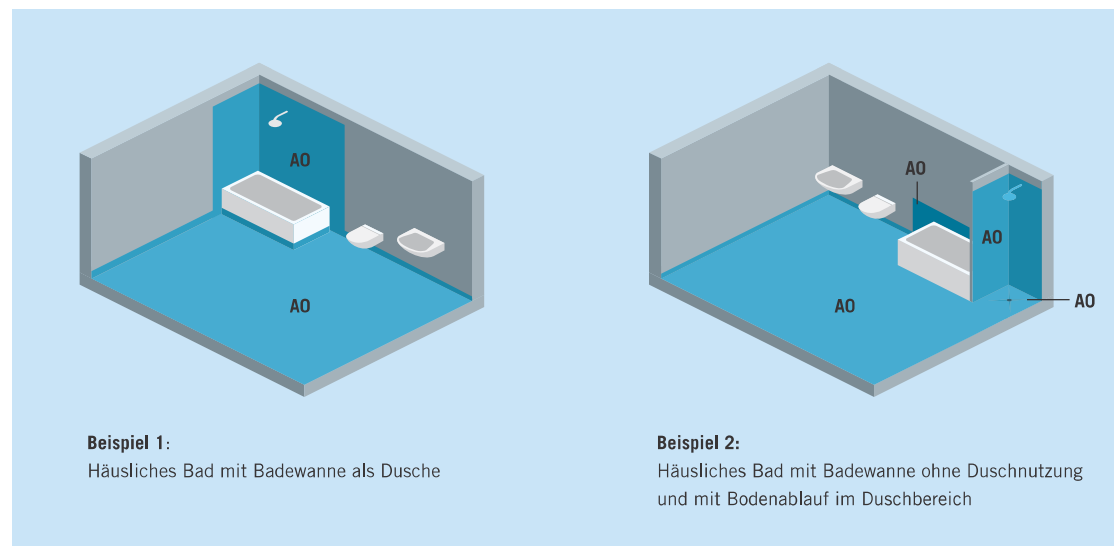 AO
AO
AO
AO
AO
AO
Beispiel 1:
Häusliches Bad mit Badewanne als Dusche
Beispiel 2:
Häusliches Bad mit Badewanne ohne Duschnutzung
und mit Bodenablauf im Duschbereich